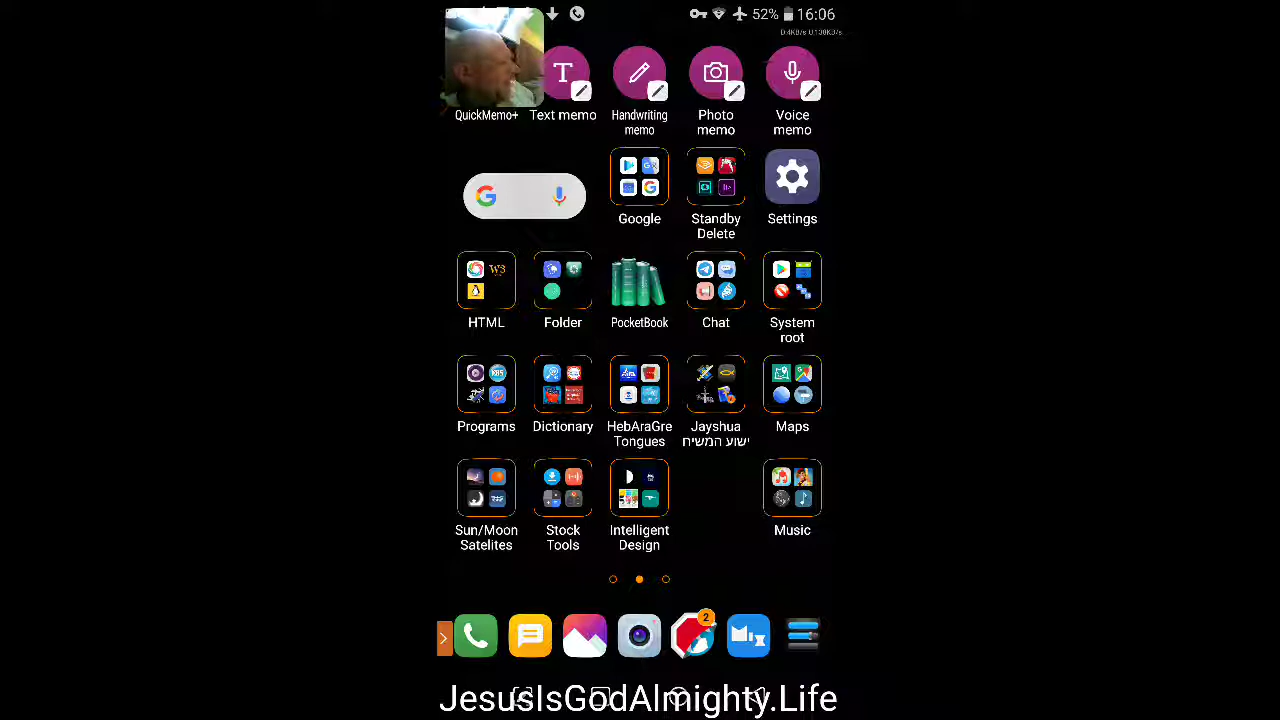 52% 16:06
QuickMemo+ Text memo Handwriting memo Photo memo Voice memo
Google Standby Delete Settings
W3
HTML Folder PocketBook Chat System root
Programs Dictionary HebAraGre Tongues Jayshua ישוע המשיח Maps
Sun/Moon Satelites Stock Tools Intelligent Design Music
2
JesusIsGodAlmighty.Life